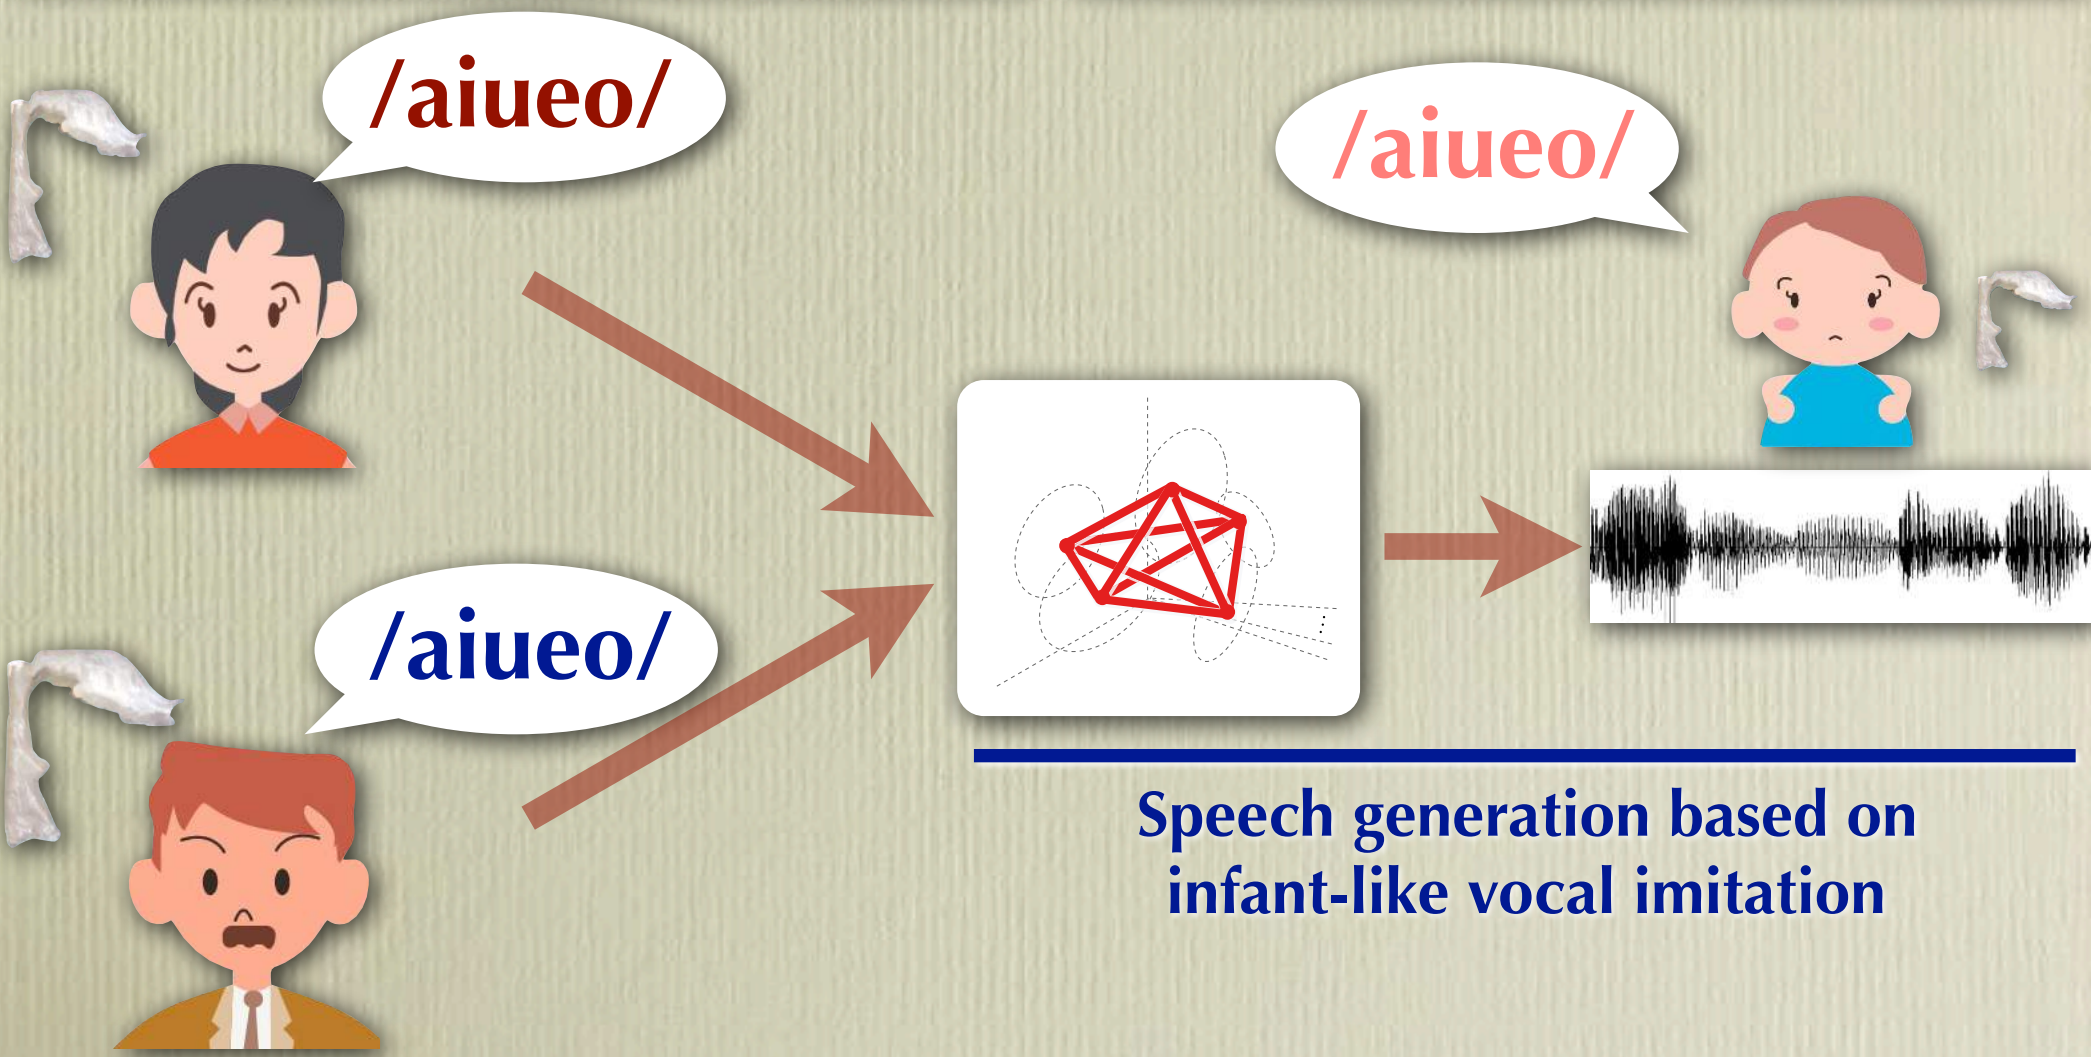 /aiueo/
/aiueo/
/aiueo/
Speech generation based on
infant-like vocal imitation